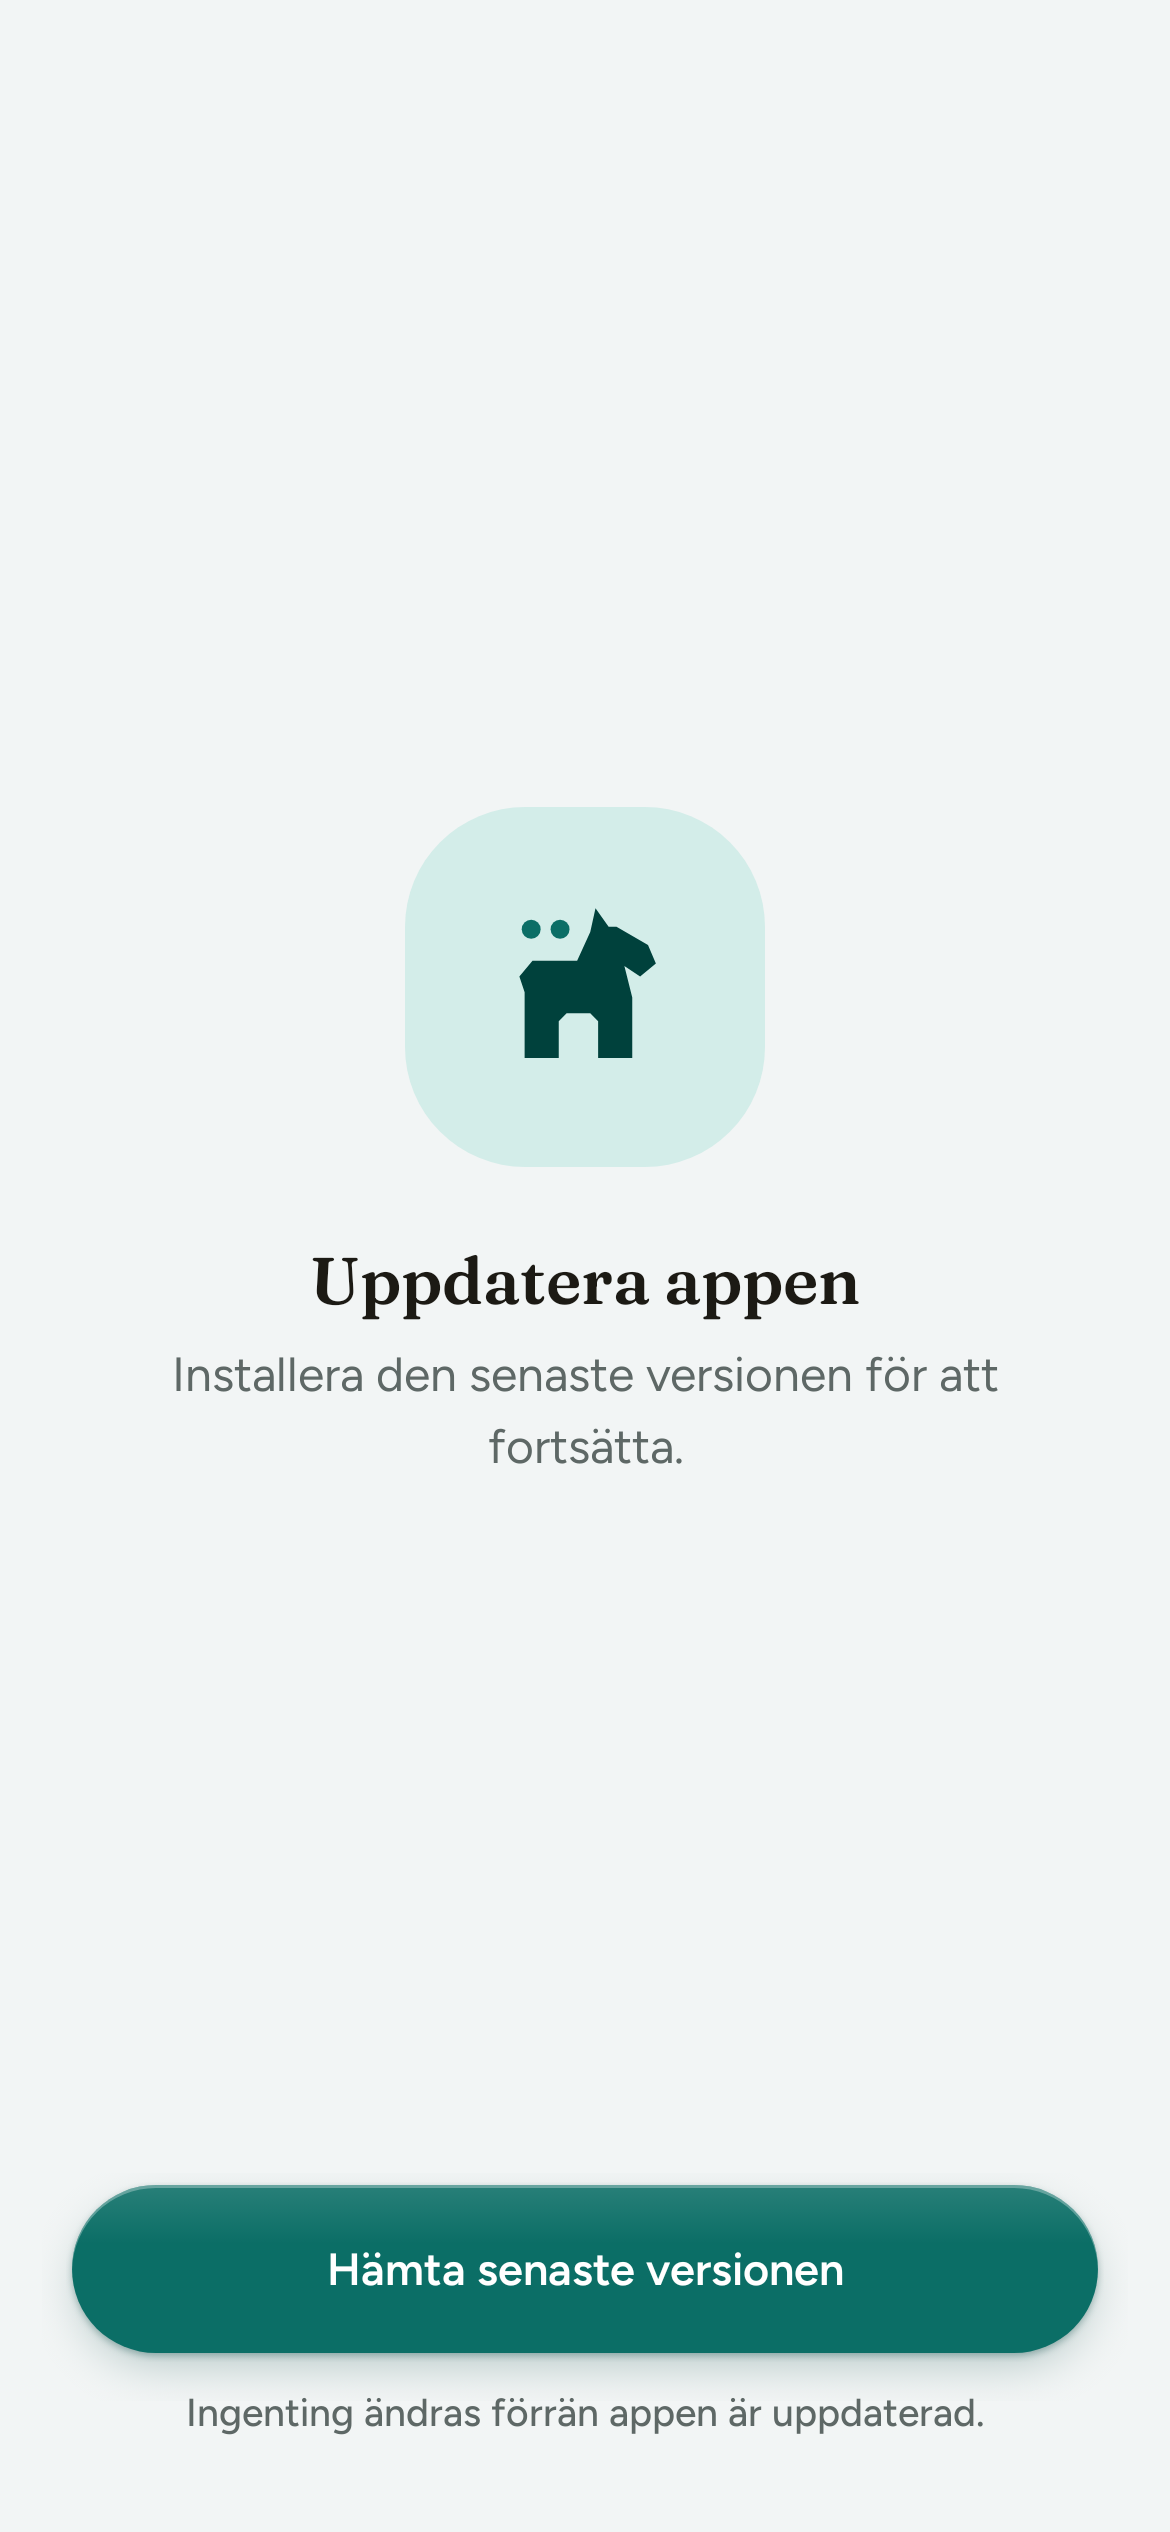 Uppdatera appen
Installera den senaste versionen för att
fortsätta.
Hämta senaste versionen
Ingenting ändras förrän appen är uppdaterad.